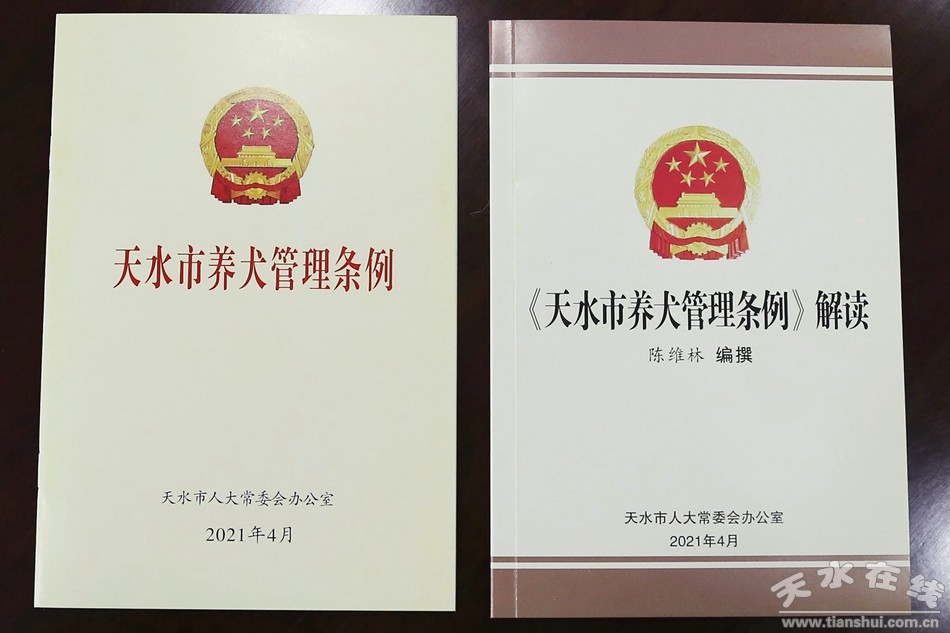 天水市养犬管理条例
天水市人大常委会办公室
2021年4月
《天水市养犬管理条例》解读
陈维林 编撰
天水市人大常委会办公室
2021年4月
天水在线
www.tianshui.com.cn